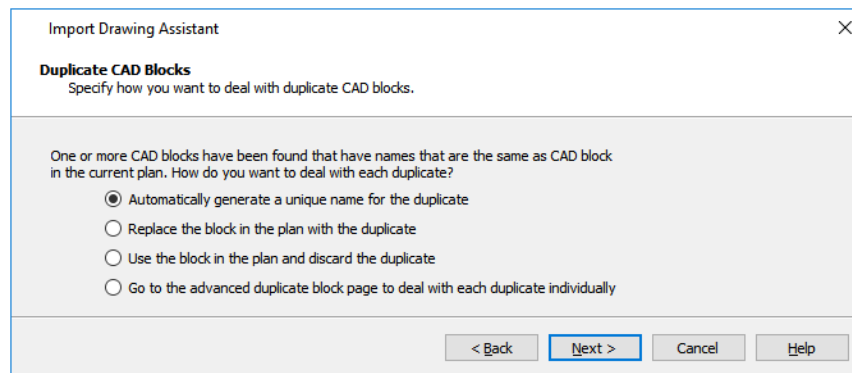 Import Drawing Assistant
Duplicate CAD Blocks
Specify how you want to deal with duplicate CAD blocks.
One or more CAD blocks have been found that have names that are the same as CAD block
in the current plan. How do you want to deal with each duplicate?
Automatically generate a unique name for the duplicate
Replace the block in the plan with the duplicate
Use the block in the plan and discard the duplicate
Go to the advanced duplicate block page to deal with each duplicate individually
< Back Next > Cancel Help